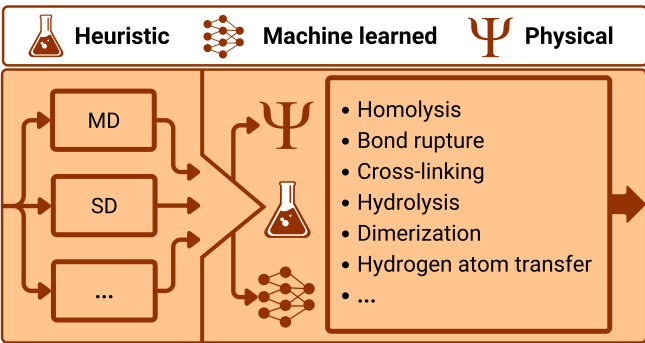 Heuristic Machine learned Ψ Physical
MD
SD
...
Ψ
• Homolysis
• Bond rupture
• Cross-linking
• Hydrolysis
• Dimerization
• Hydrogen atom transfer
• ...